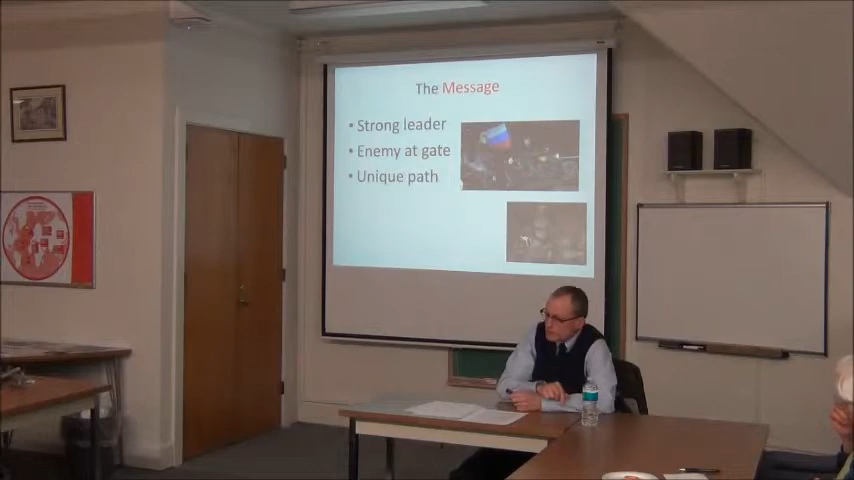 The Message
• Strong leader
• Enemy at gate
• Unique path